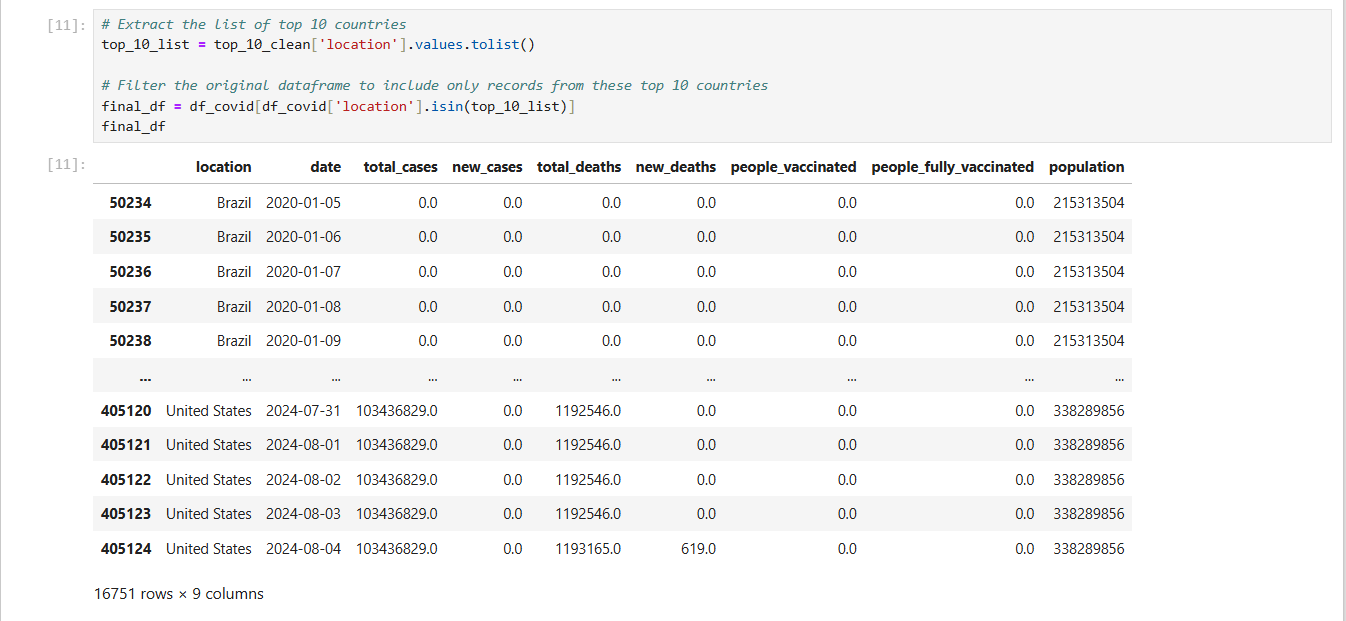 [11]: # Extract the list of top 10 countries
top_10_list = top_10_clean['location'].values.tolist()
# Filter the original dataframe to include only records from these top 10 countries
final_df = df_covid[df_covid['location'].isin(top_10_list)]
final_df
[11]: location date total_cases new_cases total_deaths new_deaths people_vaccinated people_fully_vaccinated population
50234 Brazil 2020-01-05 0.0 0.0 0.0 0.0 0.0 0.0 215313504
50235 Brazil 2020-01-06 0.0 0.0 0.0 0.0 0.0 0.0 215313504
50236 Brazil 2020-01-07 0.0 0.0 0.0 0.0 0.0 0.0 215313504
50237 Brazil 2020-01-08 0.0 0.0 0.0 0.0 0.0 0.0 215313504
50238 Brazil 2020-01-09 0.0 0.0 0.0 0.0 0.0 0.0 215313504
... ... ... ... ... ... ... ... ... ...
405120 United States 2024-07-31 103436829.0 0.0 1192546.0 0.0 0.0 0.0 338289856
405121 United States 2024-08-01 103436829.0 0.0 1192546.0 0.0 0.0 0.0 338289856
405122 United States 2024-08-02 103436829.0 0.0 1192546.0 0.0 0.0 0.0 338289856
405123 United States 2024-08-03 103436829.0 0.0 1192546.0 0.0 0.0 0.0 338289856
405124 United States 2024-08-04 103436829.0 0.0 1193165.0 619.0 0.0 0.0 338289856
16751 rows × 9 columns